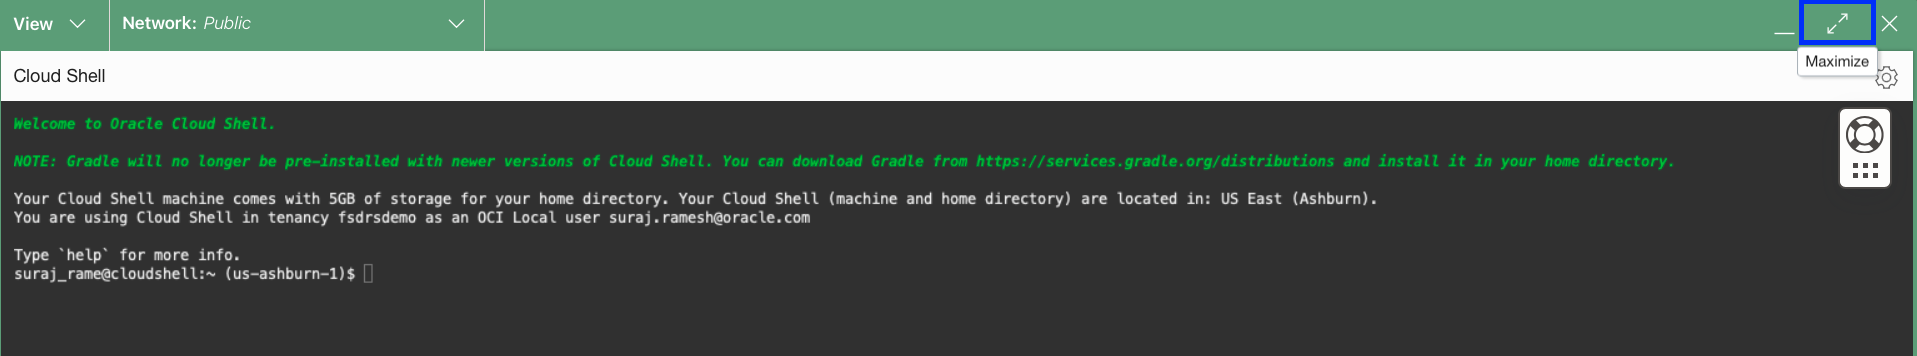 View
Network: Public
Maximize
Cloud Shell
Welcome to Oracle Cloud Shell.
NOTE: Gradle will no longer be pre-installed with newer versions of Cloud Shell. You can download Gradle from https://services.gradle.org/distributions and install it in your home directory.
Your Cloud Shell machine comes with 5GB of storage for your home directory. Your Cloud Shell (machine and home directory) are located in: US East (Ashburn).
You are using Cloud Shell in tenancy fsdrsdemo as an OCI Local user suraj.ramesh@oracle.com
Type `help` for more info.
suraj_rame@cloudshell:~ (us-ashburn-1)$